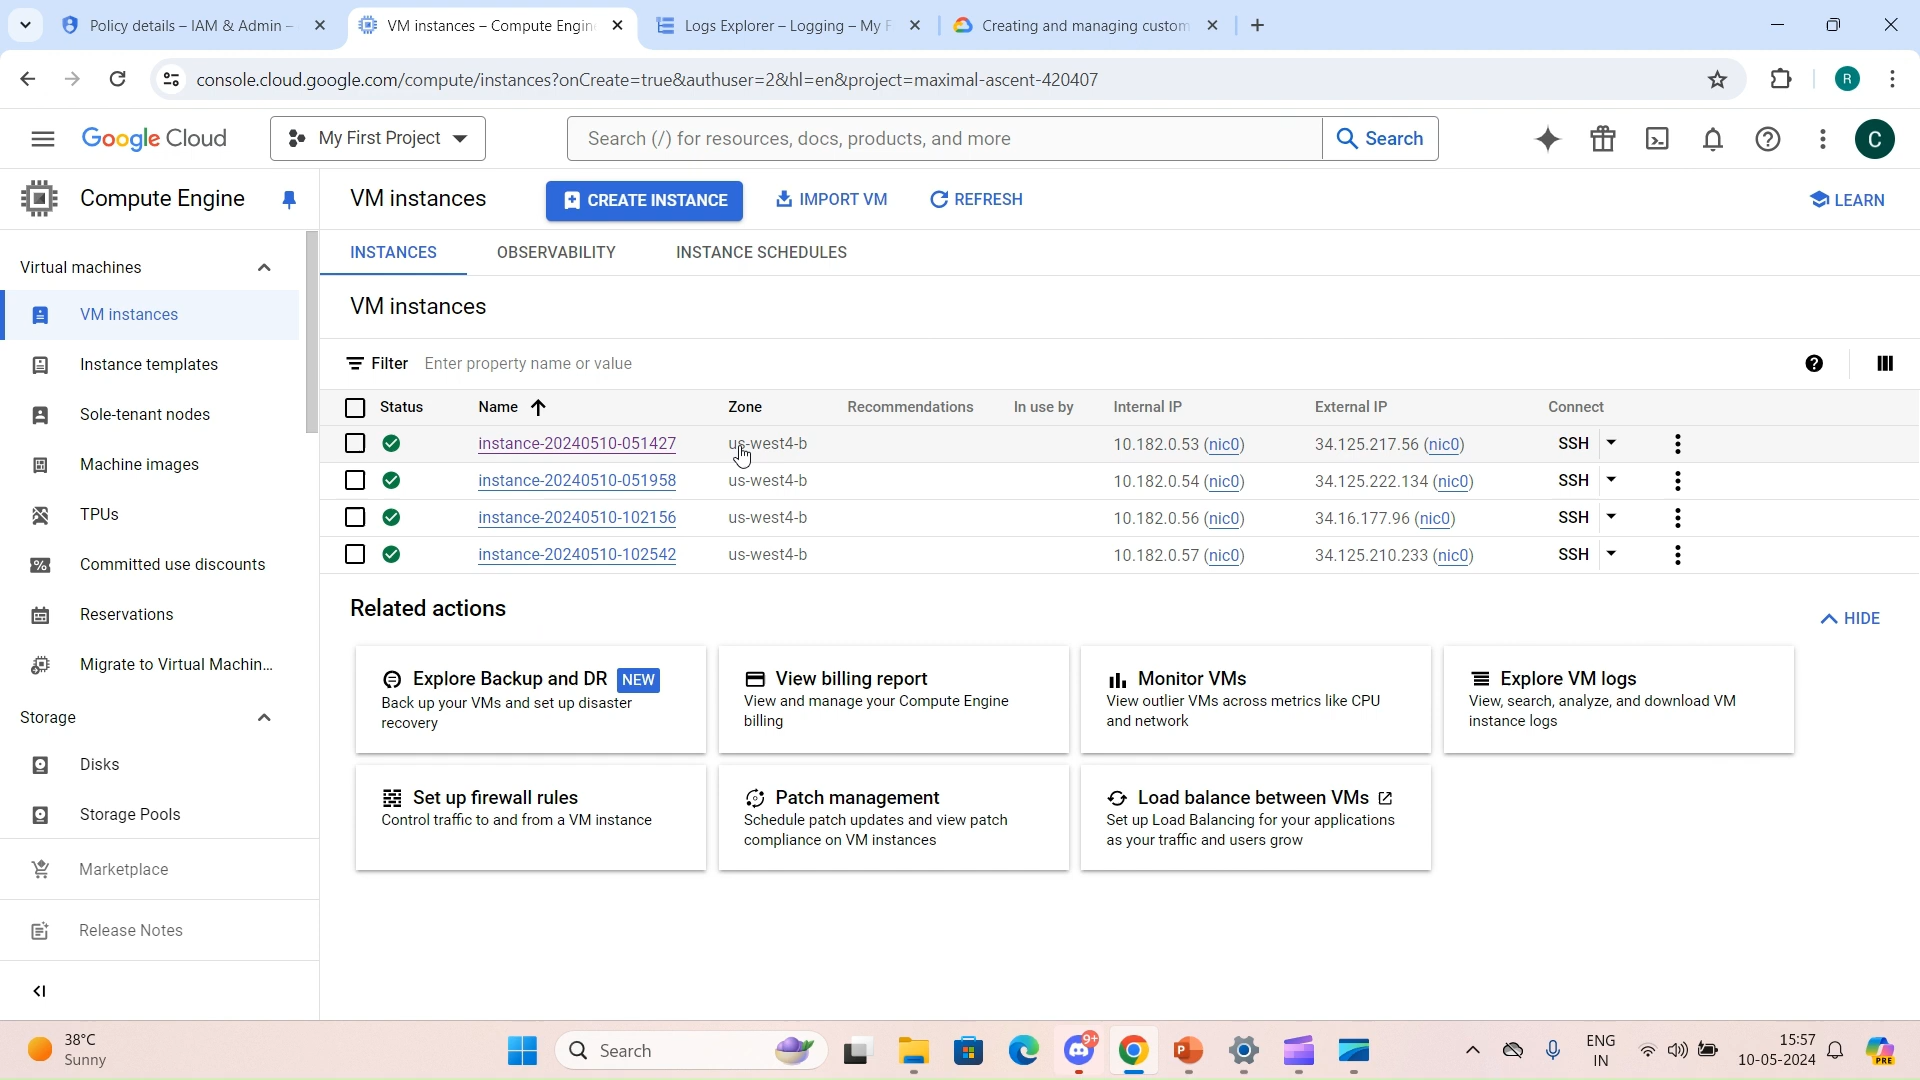 Policy details – IAM & Admin –
VM instances – Compute Engin
Logs Explorer – Logging – My F
Creating and managing custom
console.cloud.google.com/compute/instances?onCreate=true&authuser=2&hl=en&project=maximal-ascent-420407
R
Google Cloud
My First Project
Search (/) for resources, docs, products, and more
Search
C
Compute Engine
VM instances
CREATE INSTANCE
IMPORT VM
REFRESH
LEARN
INSTANCES
OBSERVABILITY
INSTANCE SCHEDULES
Virtual machines
VM instances
Instance templates
Sole-tenant nodes
Machine images
TPUs
Committed use discounts
Reservations
Migrate to Virtual Machin...
Storage
Disks
Storage Pools
Marketplace
Release Notes
VM instances
Filter Enter property name or value
Status Name Zone Recommendations In use by Internal IP External IP Connect
instance-20240510-051427 us-west4-b 10.182.0.53 (nic0) 34.125.217.56 (nic0) SSH
instance-20240510-051958 us-west4-b 10.182.0.54 (nic0) 34.125.222.134 (nic0) SSH
instance-20240510-102156 us-west4-b 10.182.0.56 (nic0) 34.16.177.96 (nic0) SSH
instance-20240510-102542 us-west4-b 10.182.0.57 (nic0) 34.125.210.233 (nic0) SSH
Related actions
HIDE
Explore Backup and DR NEW
Back up your VMs and set up disaster
recovery
View billing report
View and manage your Compute Engine
billing
Monitor VMs
View outlier VMs across metrics like CPU
and network
Explore VM logs
View, search, analyze, and download VM
instance logs
Set up firewall rules
Control traffic to and from a VM instance
Patch management
Schedule patch updates and view patch
compliance on VM instances
Load balance between VMs
Set up Load Balancing for your applications
as your traffic and users grow
38°C
Sunny
Search
9+
ENG
IN
15:57
10-05-2024
PRE